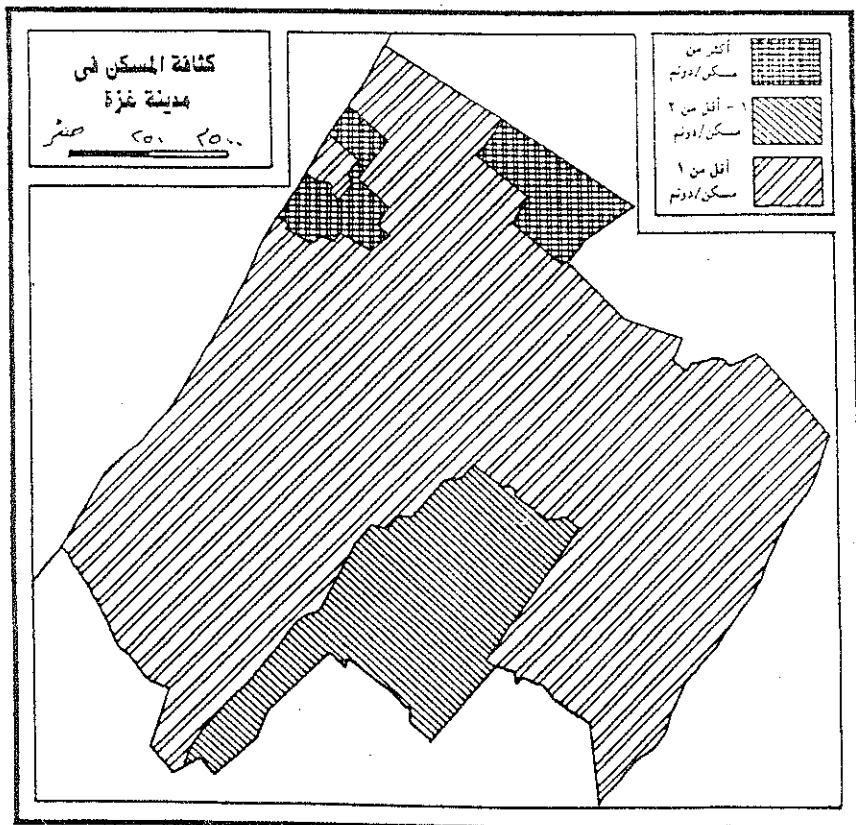 كثافة المسكن فى
مدينة غزة
٢٥٠٠ ٢٥٠ صفر
أكثر من
مسكن/دونم
١ - أقل من ٢
مسكن/دونم
أقل من ١
مسكن/دونم